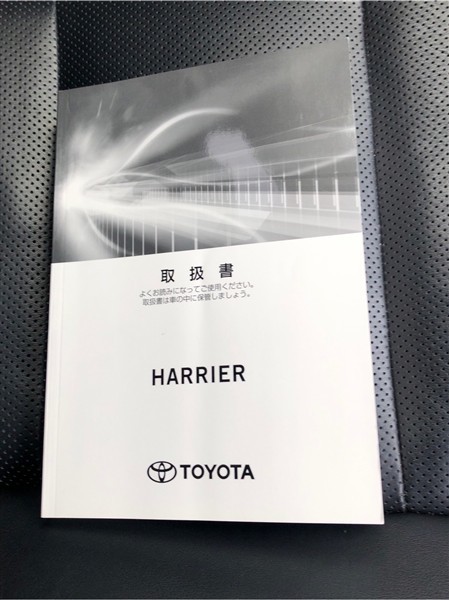 取扱書
よくお読みになってご使用ください。
取扱書は車の中に保管しましょう。
HARRIER
TOYOTA